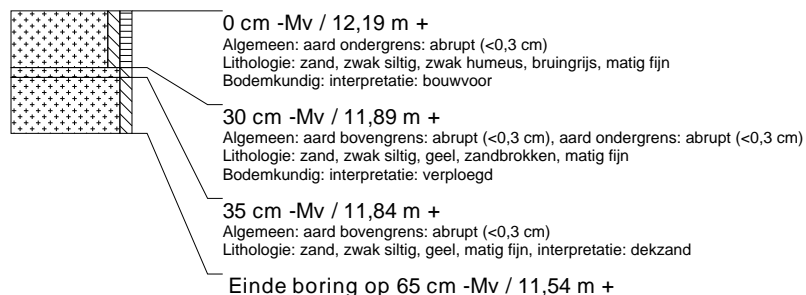 0 cm -Mv / 12,19 m +
Algemeen: aard ondergrens: abrupt (<0,3 cm)
Lithologie: zand, zwak siltig, zwak humeus, bruingrijs, matig fijn
Bodemkundig: interpretatie: bouwvoor
30 cm -Mv / 11,89 m +
Algemeen: aard bovengrens: abrupt (<0,3 cm), aard ondergrens: abrupt (<0,3 cm)
Lithologie: zand, zwak siltig, geel, zandbrokken, matig fijn
Bodemkundig: interpretatie: verploegd
35 cm -Mv / 11,84 m +
Algemeen: aard bovengrens: abrupt (<0,3 cm)
Lithologie: zand, zwak siltig, geel, matig fijn, interpretatie: dekzand
Einde boring op 65 cm -Mv / 11,54 m +